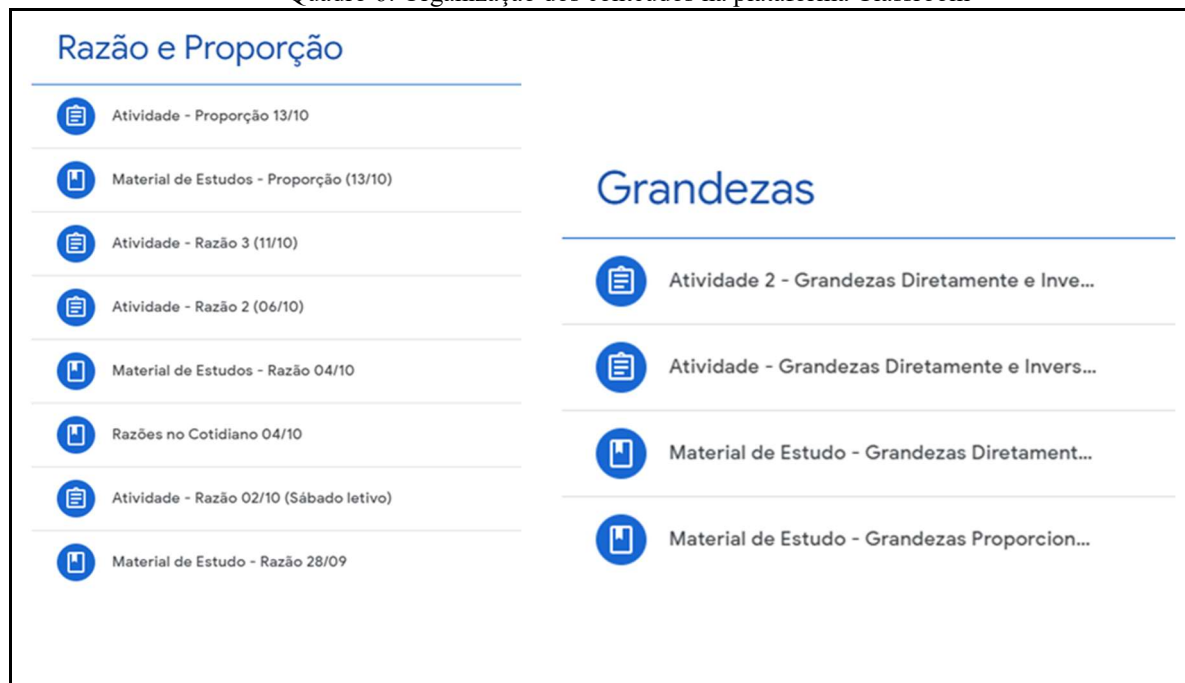 Razão e Proporção
Atividade - Proporção 13/10
Material de Estudos - Proporção (13/10)
Atividade - Razão 3 (11/10)
Atividade - Razão 2 (06/10)
Material de Estudos - Razão 04/10
Razões no Cotidiano 04/10
Atividade - Razão 02/10 (Sábado letivo)
Material de Estudo - Razão 28/09
Grandezas
Atividade 2 - Grandezas Diretamente e Inve...
Atividade - Grandezas Diretamente e Invers...
Material de Estudo - Grandezas Diretament...
Material de Estudo - Grandezas Proporcion...